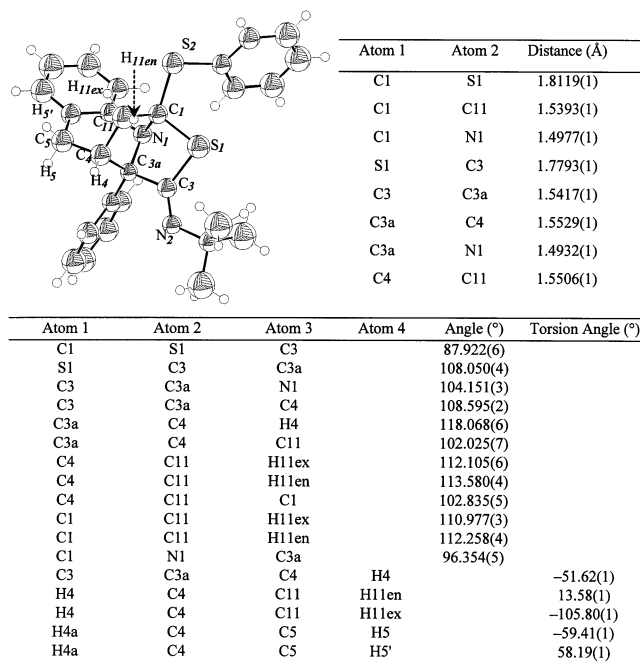 S2
H11en
H11ex
C1
H5'
C11
N1
C5
C4
S1
C3a
H5
H4
C3
N2
Atom 1 Atom 2 Distance (Å)
C1 S1 1.8119(1)
C1 C11 1.5393(1)
C1 N1 1.4977(1)
S1 C3 1.7793(1)
C3 C3a 1.5417(1)
C3a C4 1.5529(1)
C3a N1 1.4932(1)
C4 C11 1.5506(1)
Atom 1 Atom 2 Atom 3 Atom 4 Angle (°) Torsion Angle (°)
C1 S1 C3 87.922(6)
S1 C3 C3a 108.050(4)
C3 C3a N1 104.151(3)
C3 C3a C4 108.595(2)
C3a C4 H4 118.068(6)
C3a C4 C11 102.025(7)
C4 C11 H11ex 112.105(6)
C4 C11 H11en 113.580(4)
C4 C11 C1 102.835(5)
C1 C11 H11ex 110.977(3)
C1 C11 H11en 112.258(4)
C1 N1 C3a 96.354(5)
C3 C3a C4 H4 −51.62(1)
H4 C4 C11 H11en 13.58(1)
H4 C4 C11 H11ex −105.80(1)
H4a C4 C5 H5 −59.41(1)
H4a C4 C5 H5' 58.19(1)